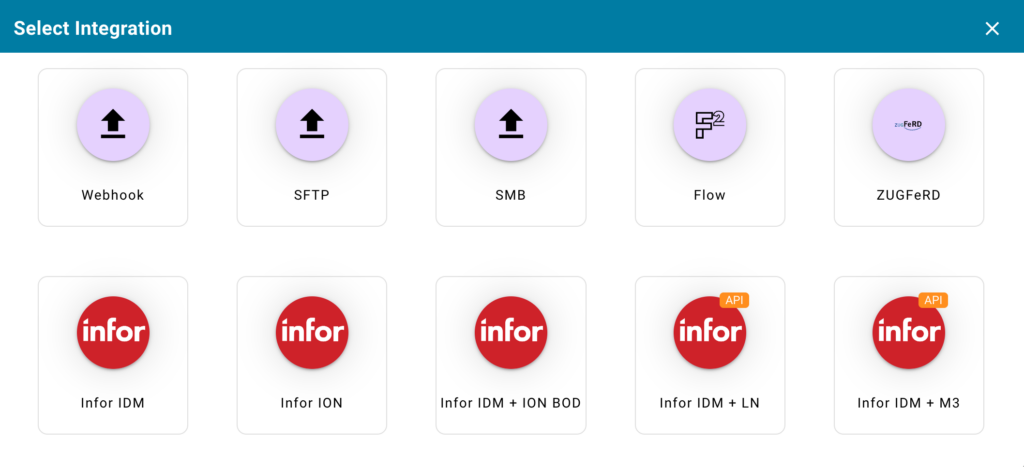 Select Integration
F2
zugFeRD
Webhook
SFTP
SMB
Flow
ZUGFeRD
API
API
infor
infor
infor
infor
infor
Infor IDM
Infor ION
Infor IDM + ION BOD
Infor IDM + LN
Infor IDM + M3